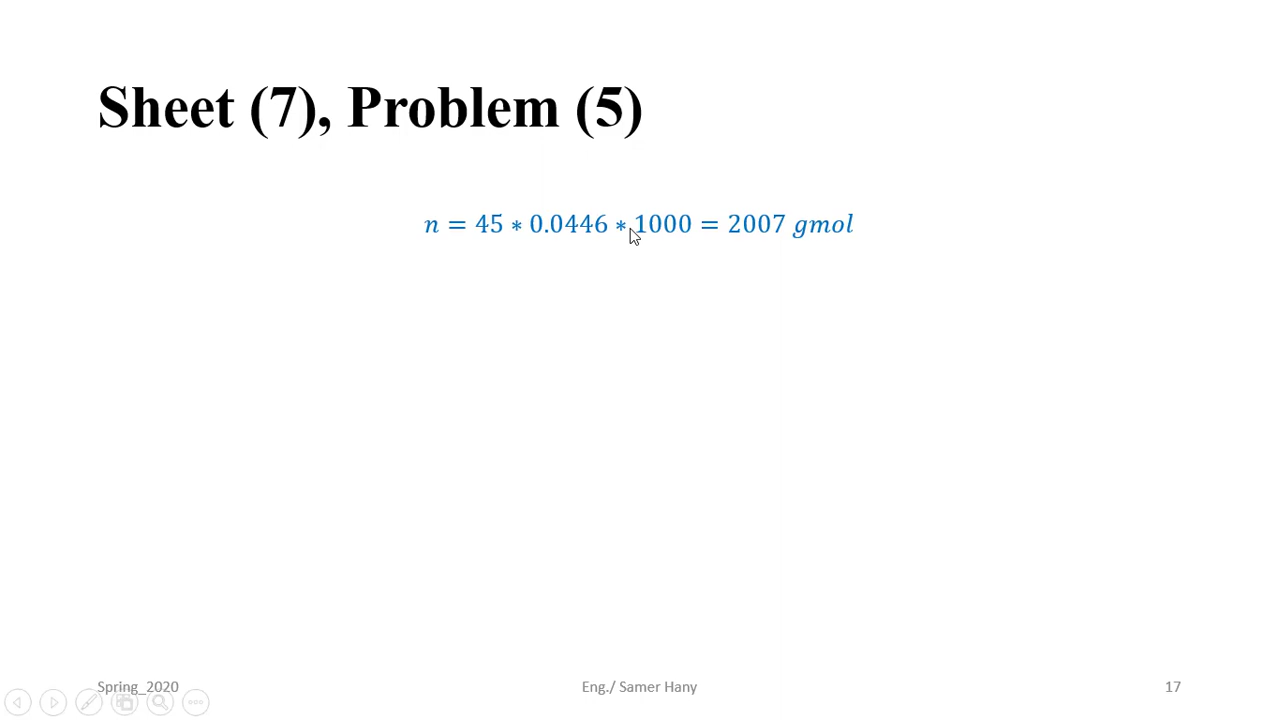 Sheet (7), Problem (5)
n = 45 ∗ 0.0446 ∗ 1000 = 2007 gmol
Spring_2020
Eng./ Samer Hany
17